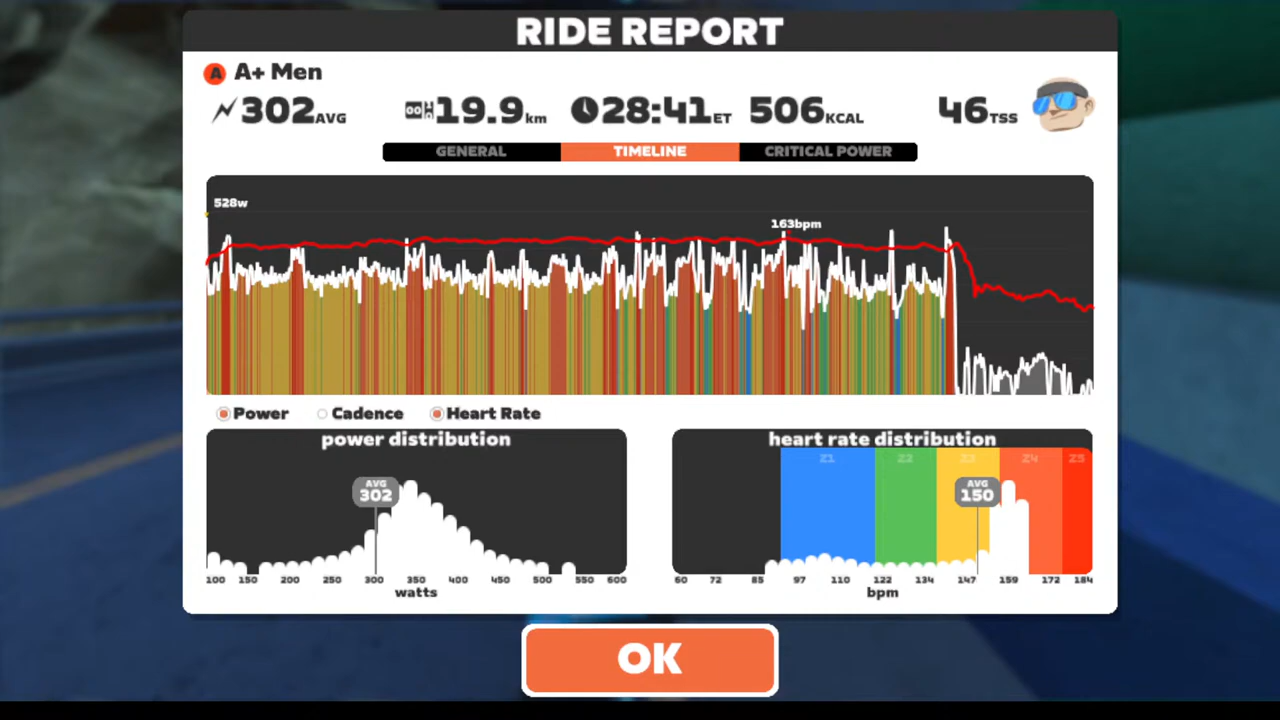 RIDE REPORT
A A+ Men
302AVG 19.9km 28:41ET 506KCAL 46TSS
GENERAL TIMELINE CRITICAL POWER
528w
163bpm
Power Cadence Heart Rate
power distribution
AVG
302
100 150 200 250 300 350 400 450 500 550 600
watts
heart rate distribution
Z1 Z2 Z3 Z4 Z5
AVG
150
60 72 85 97 110 122 134 147 159 172 184
bpm
OK